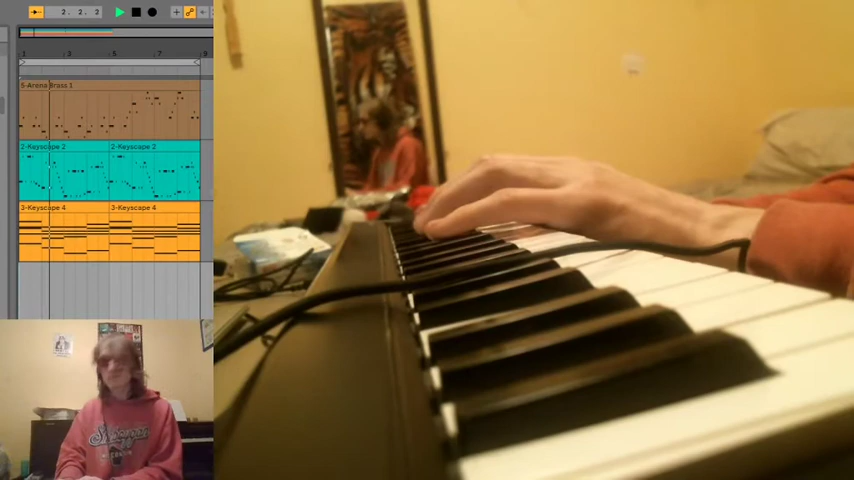 2. 2. 2
1 3 5 7 9
5-Arena Brass 1
2-Keyscape 2 2-Keyscape 2
3-Keyscape 4 3-Keyscape 4